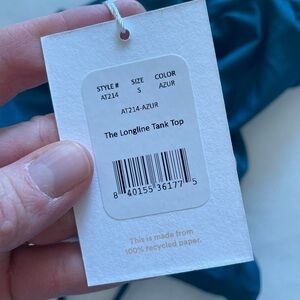 STYLE # SIZE COLOR
AT214 S AZUR
AT214-AZUR
The Longline Tank Top
8 40155 36177 5
This is made from
100% recycled paper.